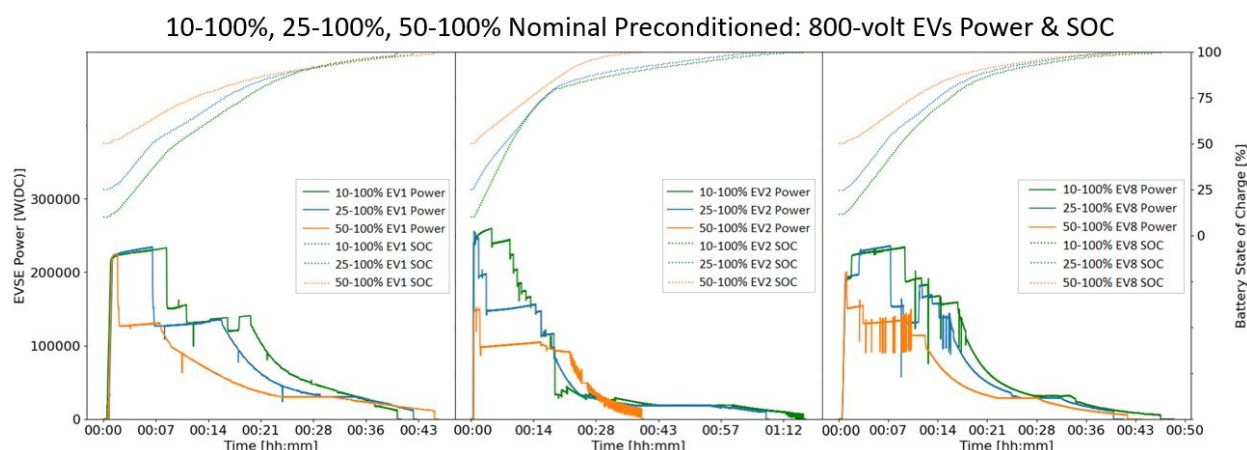 10-100%, 25-100%, 50-100% Nominal Preconditioned: 800-volt EVs Power & SOC
EVSE Power [W(DC)]
300000
200000
100000
0
10-100% EV1 Power
25-100% EV1 Power
50-100% EV1 Power
10-100% EV1 SOC
25-100% EV1 SOC
50-100% EV1 SOC
00:00 00:07 00:14 00:21 00:28 00:36 00:43
Time [hh:mm]
10-100% EV2 Power
25-100% EV2 Power
50-100% EV2 Power
10-100% EV2 SOC
25-100% EV2 SOC
50-100% EV2 SOC
00:00 00:14 00:28 00:43 00:57 01:12
Time [hh:mm]
10-100% EV8 Power
25-100% EV8 Power
50-100% EV8 Power
10-100% EV8 SOC
25-100% EV8 SOC
50-100% EV8 SOC
00:00 00:07 00:14 00:21 00:28 00:36 00:43 00:50
Time [hh:mm]
100
75
50
25
0
Battery State of Charge [%]